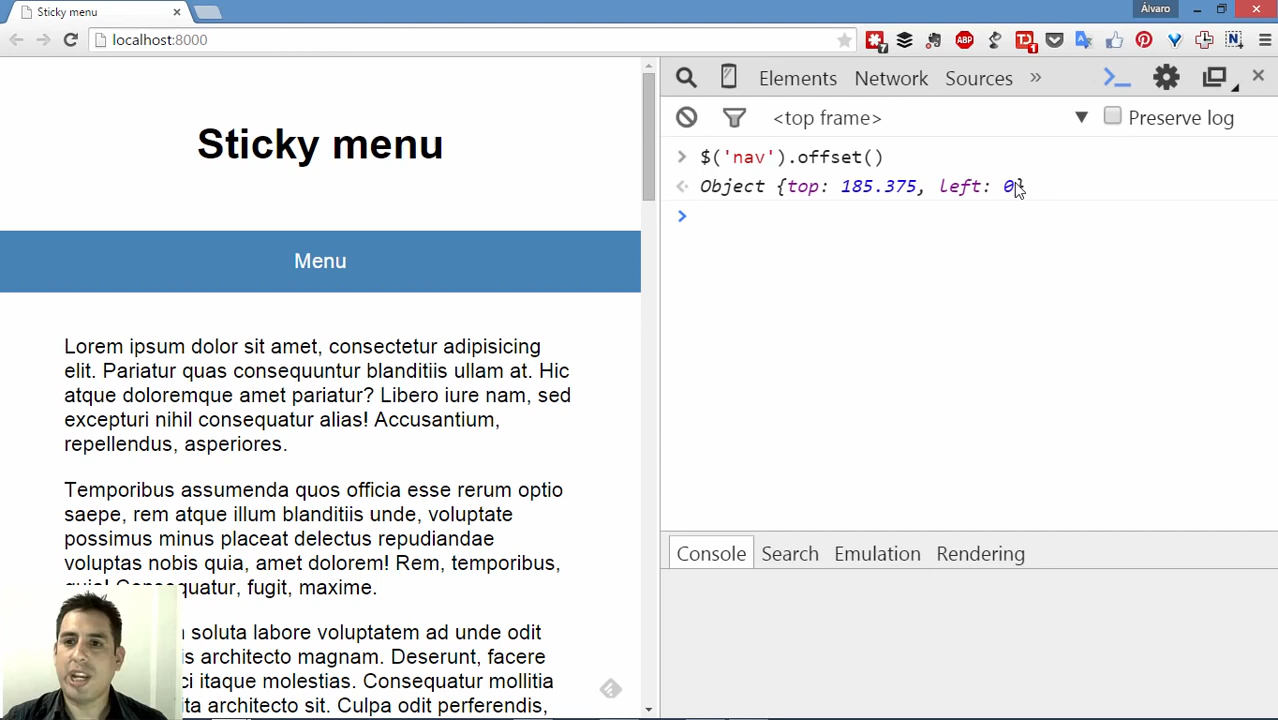 Sticky menu
Álvaro
localhost:8000
7
1
Sticky menu
Menu
Lorem ipsum dolor sit amet, consectetur adipisicing
elit. Pariatur quas consequuntur blanditiis ullam at. Hic
atque doloremque amet pariatur? Libero iure nam, sed
excepturi nihil consequatur alias! Accusantium,
repellendus, asperiores.
Temporibus assumenda quos officia esse rerum optio
saepe, rem atque illum blanditiis unde, voluptate
possimus minus placeat delectus repudiandae
voluptas nobis quia, amet dolorem! Rem, temporibus,
quia! Consequatur, fugit, maxime.
soluta labore voluptatem ad unde odit
architecto magnam. Deserunt, facere
itaque molestias. Consequatur mollitia
architecto sit. Culpa odit perferendis,
Elements Network Sources »
<top frame> ▼ Preserve log
> $('nav').offset()
Object {top: 185.375, left: 0}
>
Console Search Emulation Rendering